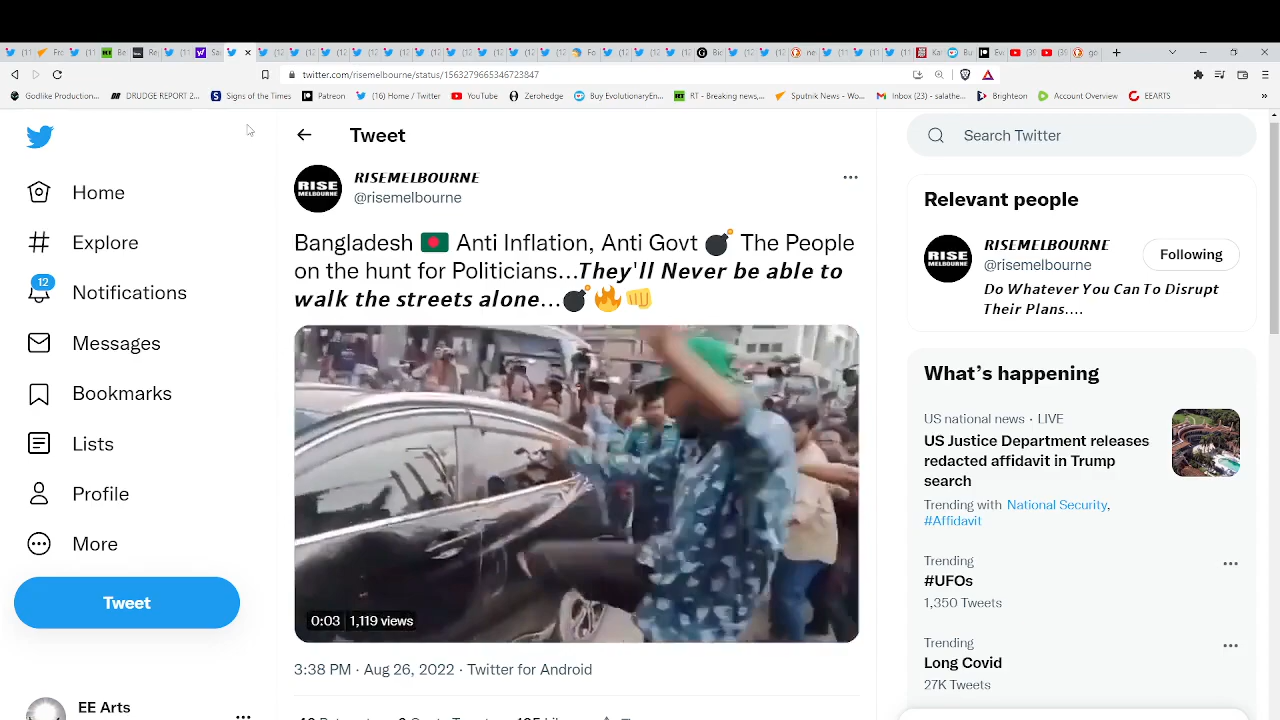 twitter.com/risemelbourne/status/1563279665346723847
Godlike Production... DRUDGE REPORT 2... Signs of the Times Patreon (16) Home / Twitter YouTube Zerohedge Buy EvolutionaryEn... RT - Breaking news,... Sputnik News - Wo... Inbox (23) - salathe... Brighteon Account Overview EEARTS
Home
Explore
12
Notifications
Messages
Bookmarks
Lists
Profile
More
Tweet
EE Arts
Tweet
RISE
MELBOURNE
RISEMELBOURNE
@risemelbourne
Bangladesh 🇧🇩 Anti Inflation, Anti Govt 💣 The People
on the hunt for Politicians...They'll Never be able to
walk the streets alone...💣🔥👊
0:03 1,119 views
3:38 PM · Aug 26, 2022 · Twitter for Android
Search Twitter
Relevant people
RISE
MELBOURNE
RISEMELBOURNE
@risemelbourne
Following
Do Whatever You Can To Disrupt
Their Plans....
What's happening
US national news · LIVE
US Justice Department releases
redacted affidavit in Trump
search
Trending with National Security,
#Affidavit
Trending
#UFOs
1,350 Tweets
Trending
Long Covid
27K Tweets